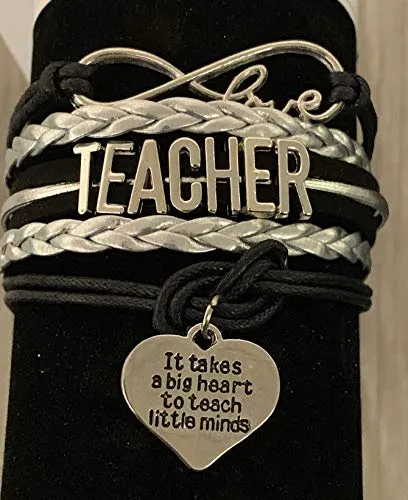 love
TEACHER
It takes
a big heart
to teach
little minds